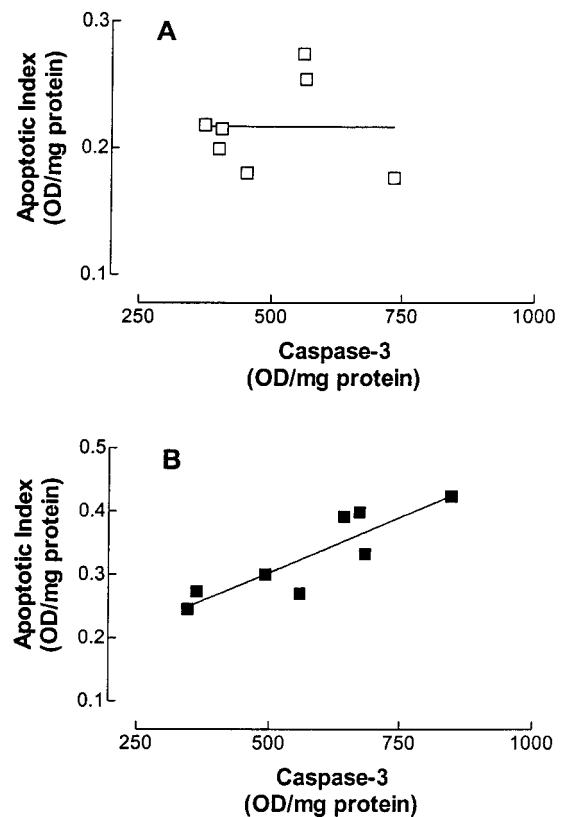 A
0.3
0.2
0.1
Apoptotic Index
(OD/mg protein)
250 500 750 1000
Caspase-3
(OD/mg protein)
B
0.5
0.4
0.3
0.2
0.1
Apoptotic Index
(OD/mg protein)
250 500 750 1000
Caspase-3
(OD/mg protein)